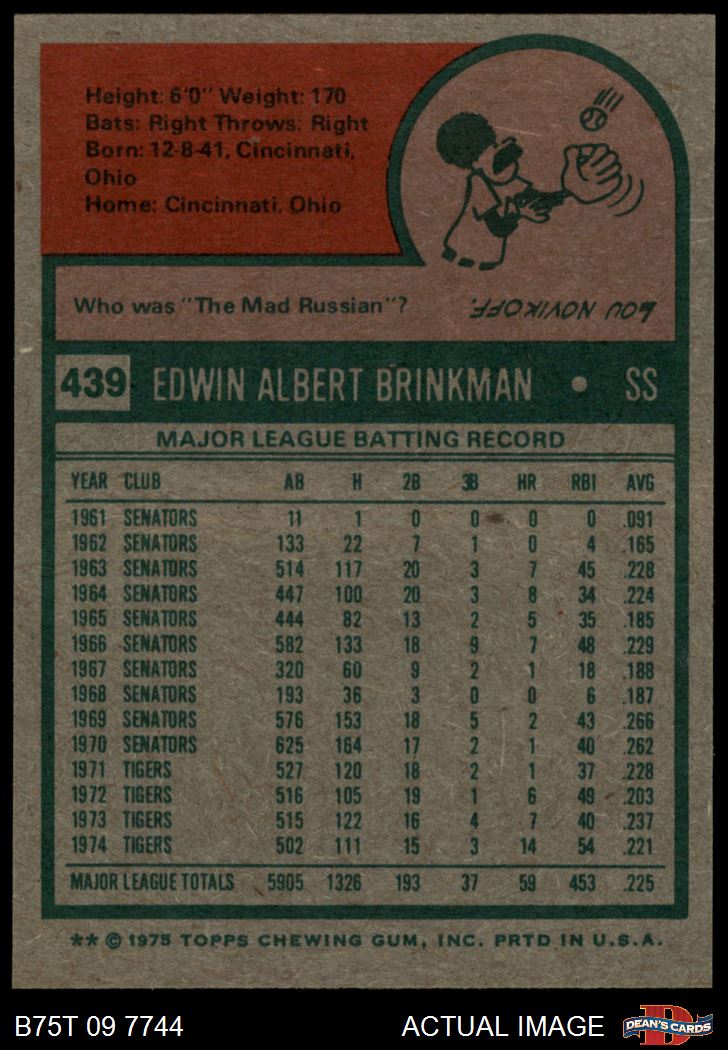 Height: 6'0" Weight: 170
Bats: Right Throws: Right
Born: 12-8-41, Cincinnati,
Ohio
Home: Cincinnati, Ohio
Who was "The Mad Russian"?
LOU NOVIKOFF.
439 EDWIN ALBERT BRINKMAN • SS
MAJOR LEAGUE BATTING RECORD
YEAR CLUB AB H 2B 3B HR RBI AVG
1961 SENATORS 11 1 0 0 0 0 .091
1962 SENATORS 133 22 7 1 0 4 .165
1963 SENATORS 514 117 20 3 7 45 .228
1964 SENATORS 447 100 20 3 8 34 .224
1965 SENATORS 444 82 13 2 5 35 .185
1966 SENATORS 582 133 18 9 7 48 .229
1967 SENATORS 320 60 9 2 1 18 .188
1968 SENATORS 193 36 3 0 0 6 .187
1969 SENATORS 576 153 18 5 2 43 .266
1970 SENATORS 625 164 17 2 1 40 .262
1971 TIGERS 527 120 18 2 1 37 .228
1972 TIGERS 516 105 19 1 6 49 .203
1973 TIGERS 515 122 16 4 7 40 .237
1974 TIGERS 502 111 15 3 14 54 .221
MAJOR LEAGUE TOTALS 5905 1326 193 37 59 453 .225
** © 1975 TOPPS CHEWING GUM, INC. PRTD IN U.S.A.
B75T 09 7744 ACTUAL IMAGE
D
DEAN'S CARDS